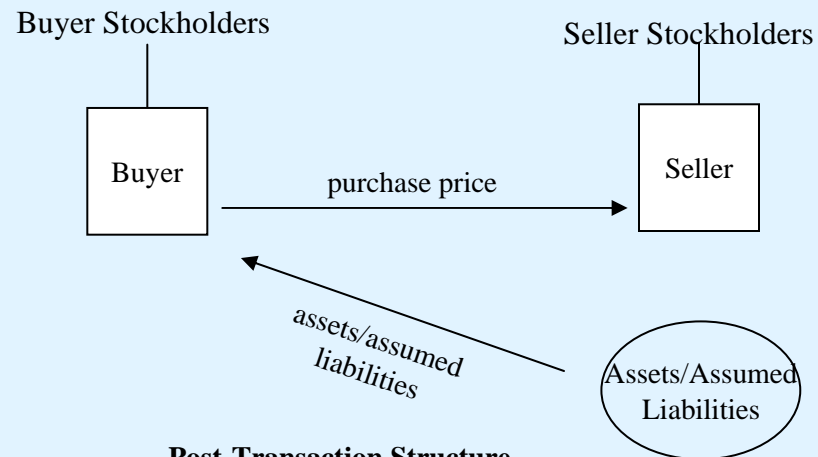 Buyer Stockholders
Seller Stockholders
Buyer
Seller
purchase price
assets/assumed
liabilities
Assets/Assumed
Liabilities
Post-Transaction Structure